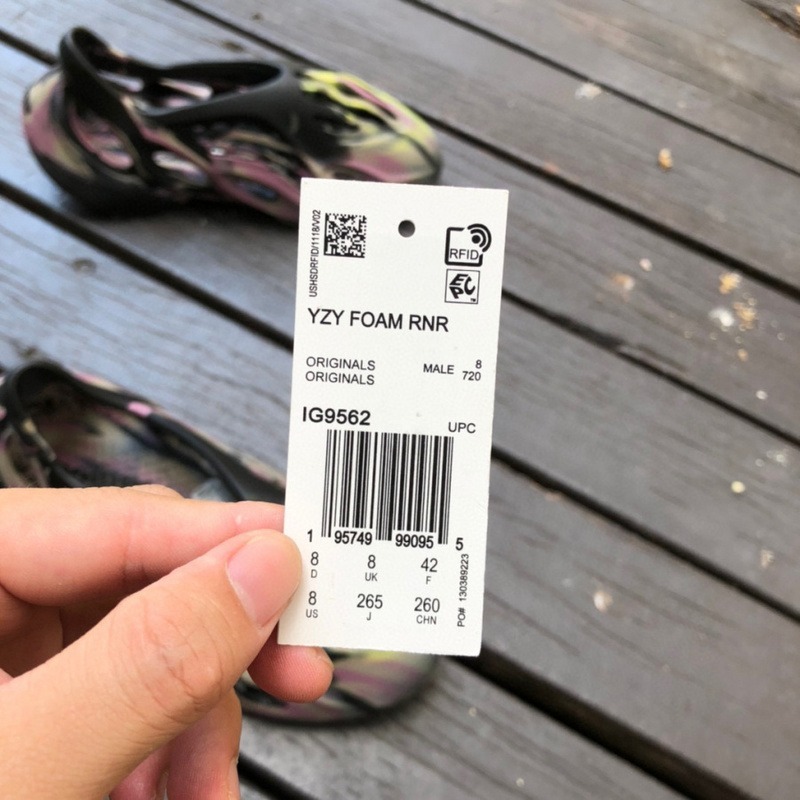 USHSDRFID/1118/V02
RFID
EPC
YZY FOAM RNR
ORIGINALS MALE 8
ORIGINALS 720
IG9562
UPC
1 95749 99095 5
8 8 42
D UK F
8 265 260
US J CHN
PO# 130389223